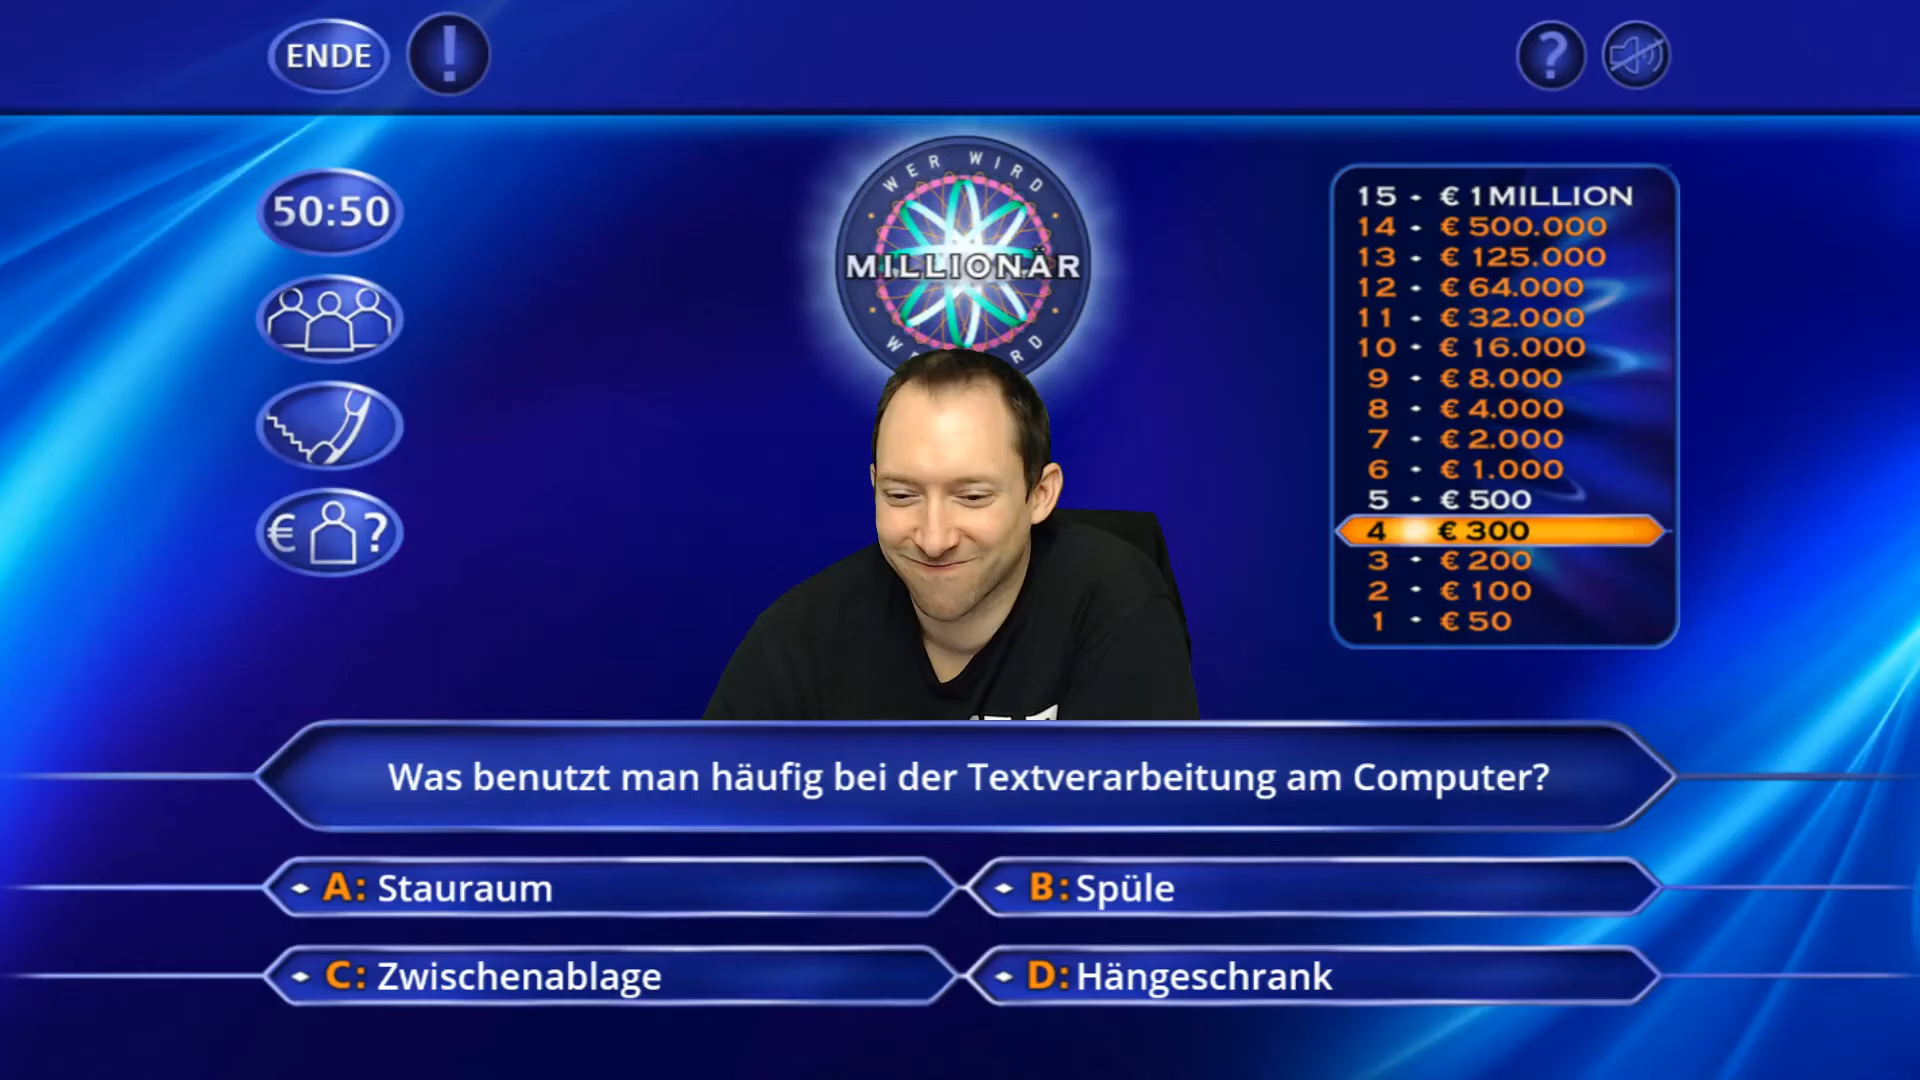 ENDE
!
?
50:50
WER WIRD
MILLIONÄR
€ ?
15 · € 1 MILLION
14 · € 500.000
13 · € 125.000
12 · € 64.000
11 · € 32.000
10 · € 16.000
9 · € 8.000
8 · € 4.000
7 · € 2.000
6 · € 1.000
5 · € 500
4 € 300
3 · € 200
2 · € 100
1 · € 50
Was benutzt man häufig bei der Textverarbeitung am Computer?
A: Stauraum
B: Spüle
C: Zwischenablage
D: Hängeschrank